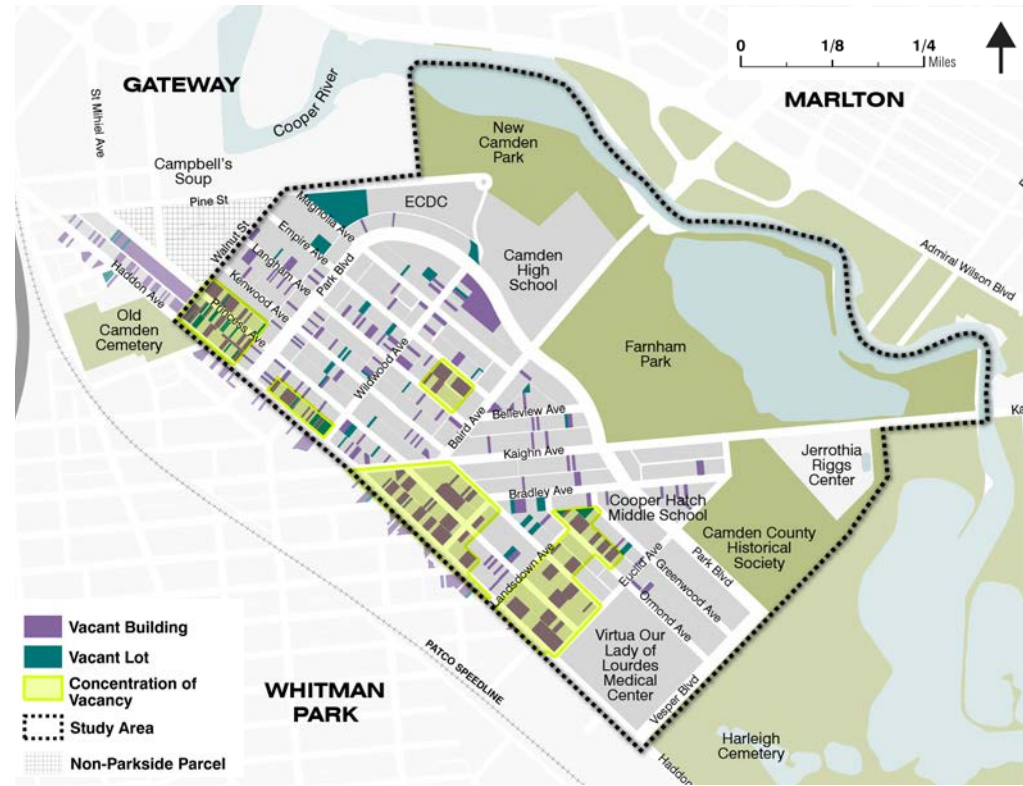 0 1/8 1/4
Miles
GATEWAY
MARLTON
St Mihiel Ave
Cooper River
New
Camden
Park
Campbell's
Soup
Pine St
Magnolia Ave
ECDC
Walnut St
Empire Ave
Langham Ave
Park Blvd
Kenwood Ave
Camden
High
School
Admiral Wilson Blvd
Haddon Ave
Princess Ave
Old
Camden
Cemetery
Farnham
Park
Wildwood Ave
Baird Ave
Belleview Ave
Ka
Kaighn Ave
Jerrothia
Riggs
Center
Bradley Ave
Cooper Hatch
Middle School
Camden County
Historical
Society
Park Blvd
Euclid Ave
Greenwood Ave
Landsdown Ave
Ormond Ave
Virtua Our
Lady of
Lourdes
Medical
Center
Vesper Blvd
PATCO SPEEDLINE
WHITMAN
PARK
Harleigh
Cemetery
Haddon
Vacant Building
Vacant Lot
Concentration of
Vacancy
Study Area
Non-Parkside Parcel